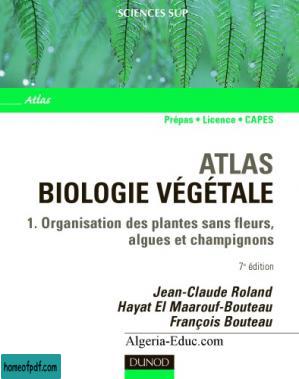 SCIENCES SUP
Atlas
Prépas • Licence • CAPES
ATLAS
BIOLOGIE VÉGÉTALE
1. Organisation des plantes sans fleurs,
algues et champignons
7e édition
Jean-Claude Roland
Hayat El Maarouf-Bouteau
François Bouteau
Algeria-Educ.com
homeofpdf.com
DUNOD